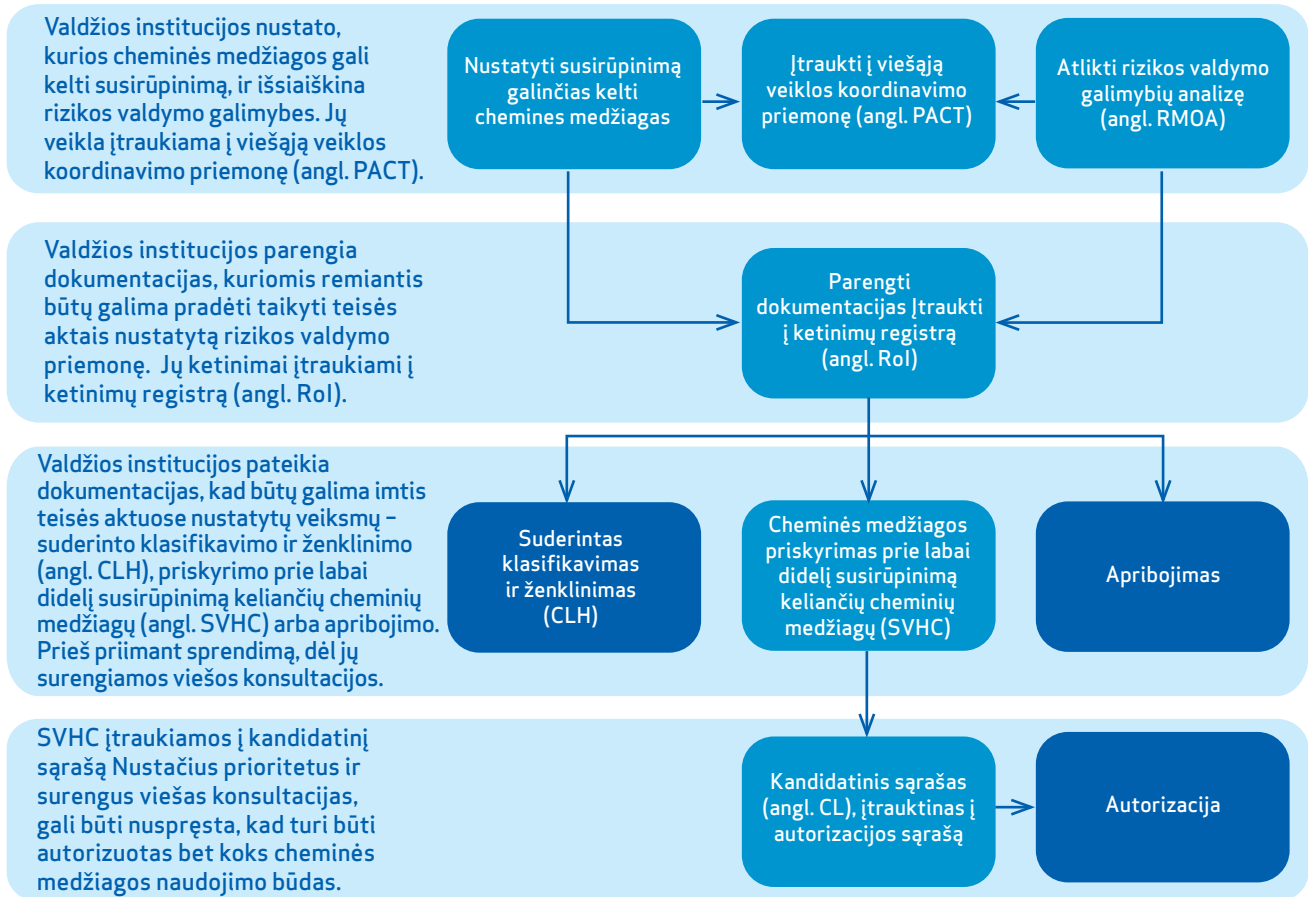 Valdžios institucijos nustato,
kurios cheminės medžiagos gali
kelti susirūpinimą, ir išsiaiškina
rizikos valdymo galimybes. Jų
veikla įtraukiama į viešąją veiklos
koordinavimo priemonę (angl. PACT).
Nustatyti susirūpinimą
galinčias kelti
chemines medžiagas
Įtraukti į viešąją
veiklos koordinavimo
priemonę (angl. PACT)
Atlikti rizikos valdymo
galimybių analizę
(angl. RMOA)
Valdžios institucijos parengia
dokumentacijas, kuriomis remiantis
būtų galima pradėti taikyti teisės
aktais nustatytą rizikos valdymo
priemonę. Jų ketinimai įtraukiami į
ketinimų registrą (angl. RoI).
Parengti
dokumentacijas Įtraukti
į ketinimų registrą
(angl. RoI)
Valdžios institucijos pateikia
dokumentacijas, kad būtų galima imtis
teisės aktuose nustatytų veiksmų –
suderinto klasifikavimo ir ženklinimo
(angl. CLH), priskyrimo prie labai
didelį susirūpinimą keliančių cheminių
medžiagų (angl. SVHC) arba apribojimo.
Prieš priimant sprendimą, dėl jų
surengiamos viešos konsultacijos.
Suderintas
klasifikavimas
ir ženklinimas
(CLH)
Cheminės medžiagos
priskyrimas prie labai
didelį susirūpinimą
keliančių cheminių
medžiagų (SVHC)
Apribojimas
SVHC įtraukiamos į kandidatinį
sąrašą Nustačius prioritetus ir
surengus viešas konsultacijas,
gali būti nuspręsta, kad turi būti
autorizuotas bet koks cheminės
medžiagos naudojimo būdas.
Kandidatinis sąrašas
(angl. CL), įtrauktinas į
autorizacijos sąrašą
Autorizacija